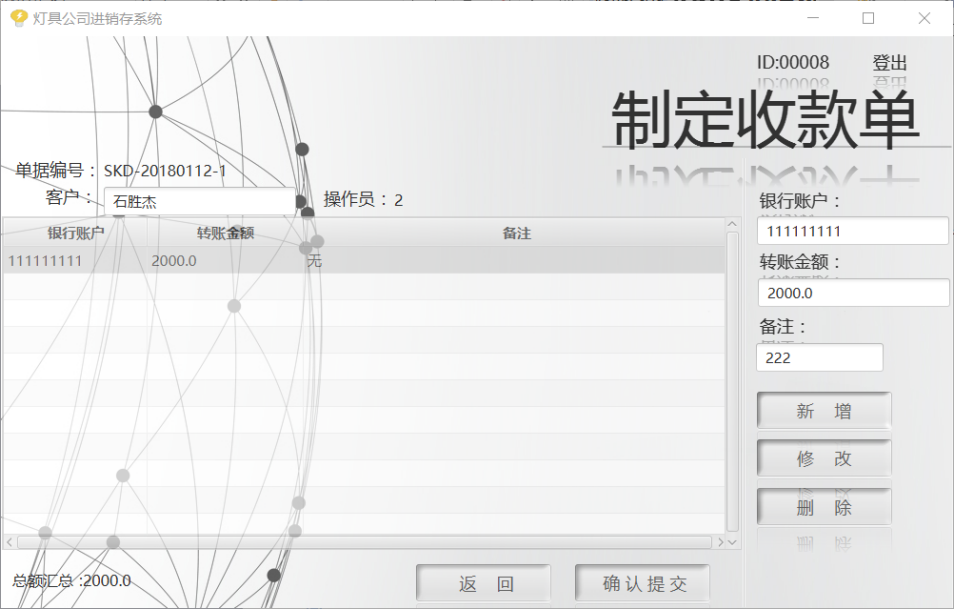 灯具公司进销存系统
ID:00008 登出
制定收款单
单据编号： SKD-20180112-1
客户： 石胜杰 操作员： 2
银行账户 转账金额 备注
111111111 2000.0 无
银行账户：
111111111
转账金额：
2000.0
备注：
222
新 增
修 改
删 除
总额汇总 :2000.0
返 回
确认提交